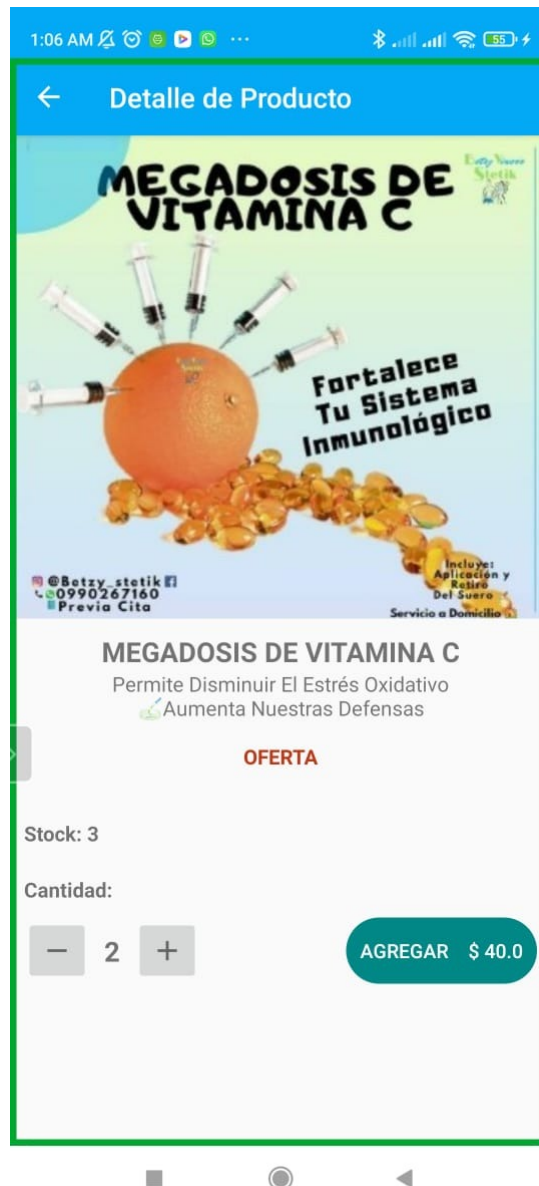 1:06 AM
55
Detalle de Producto
MEGADOSIS DE
VITAMINA C
Stetik
Fortalece
Tu Sistema
Inmunológico
@Betzy_stetik
0990267160
Previa Cita
Incluye:
Aplicación y
Retiro
Del Suero
Servicio a Domicilio
MEGADOSIS DE VITAMINA C
Permite Disminuir El Estrés Oxidativo
Aumenta Nuestras Defensas
OFERTA
Stock: 3
Cantidad:
− 2 +
AGREGAR $ 40.0